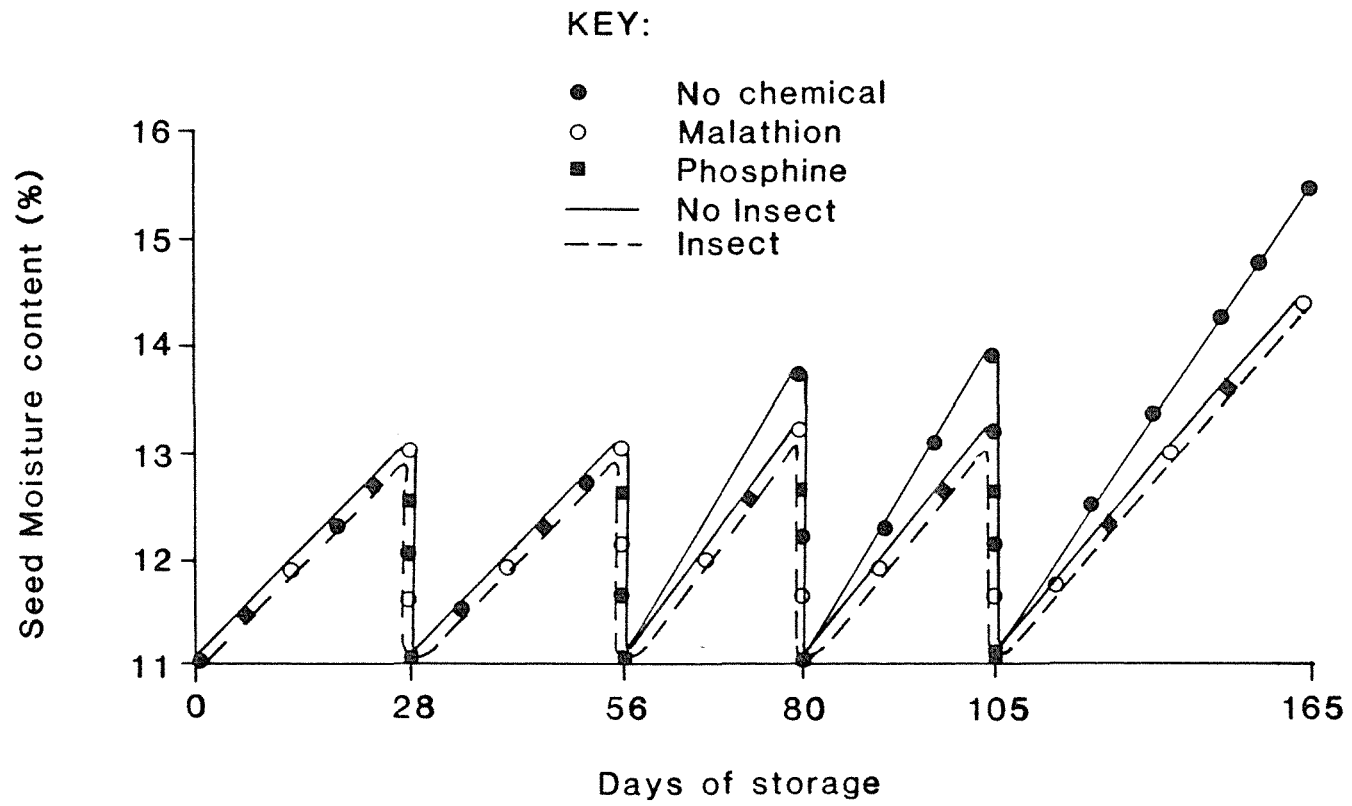 KEY:
No chemical
Malathion
Phosphine
No Insect
Insect
Seed Moisture content (%)
16
15
14
13
12
11
0 28 56 80 105 165
Days of storage